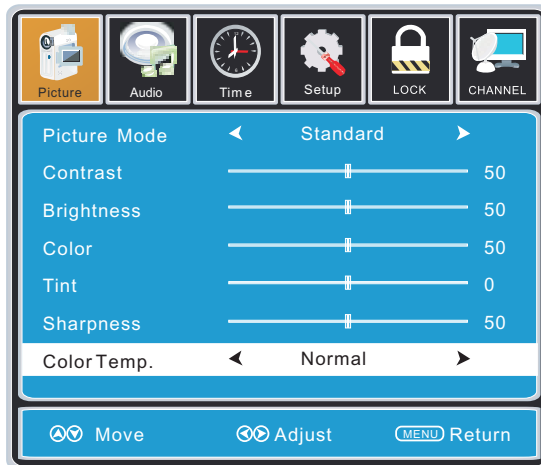 Picture Audio Time Setup LOCK CHANNEL
Picture Mode Standard
Contrast 50
Brightness 50
Color 50
Tint 0
Sharpness 50
Color Temp. Normal
Move Adjust MENU Return